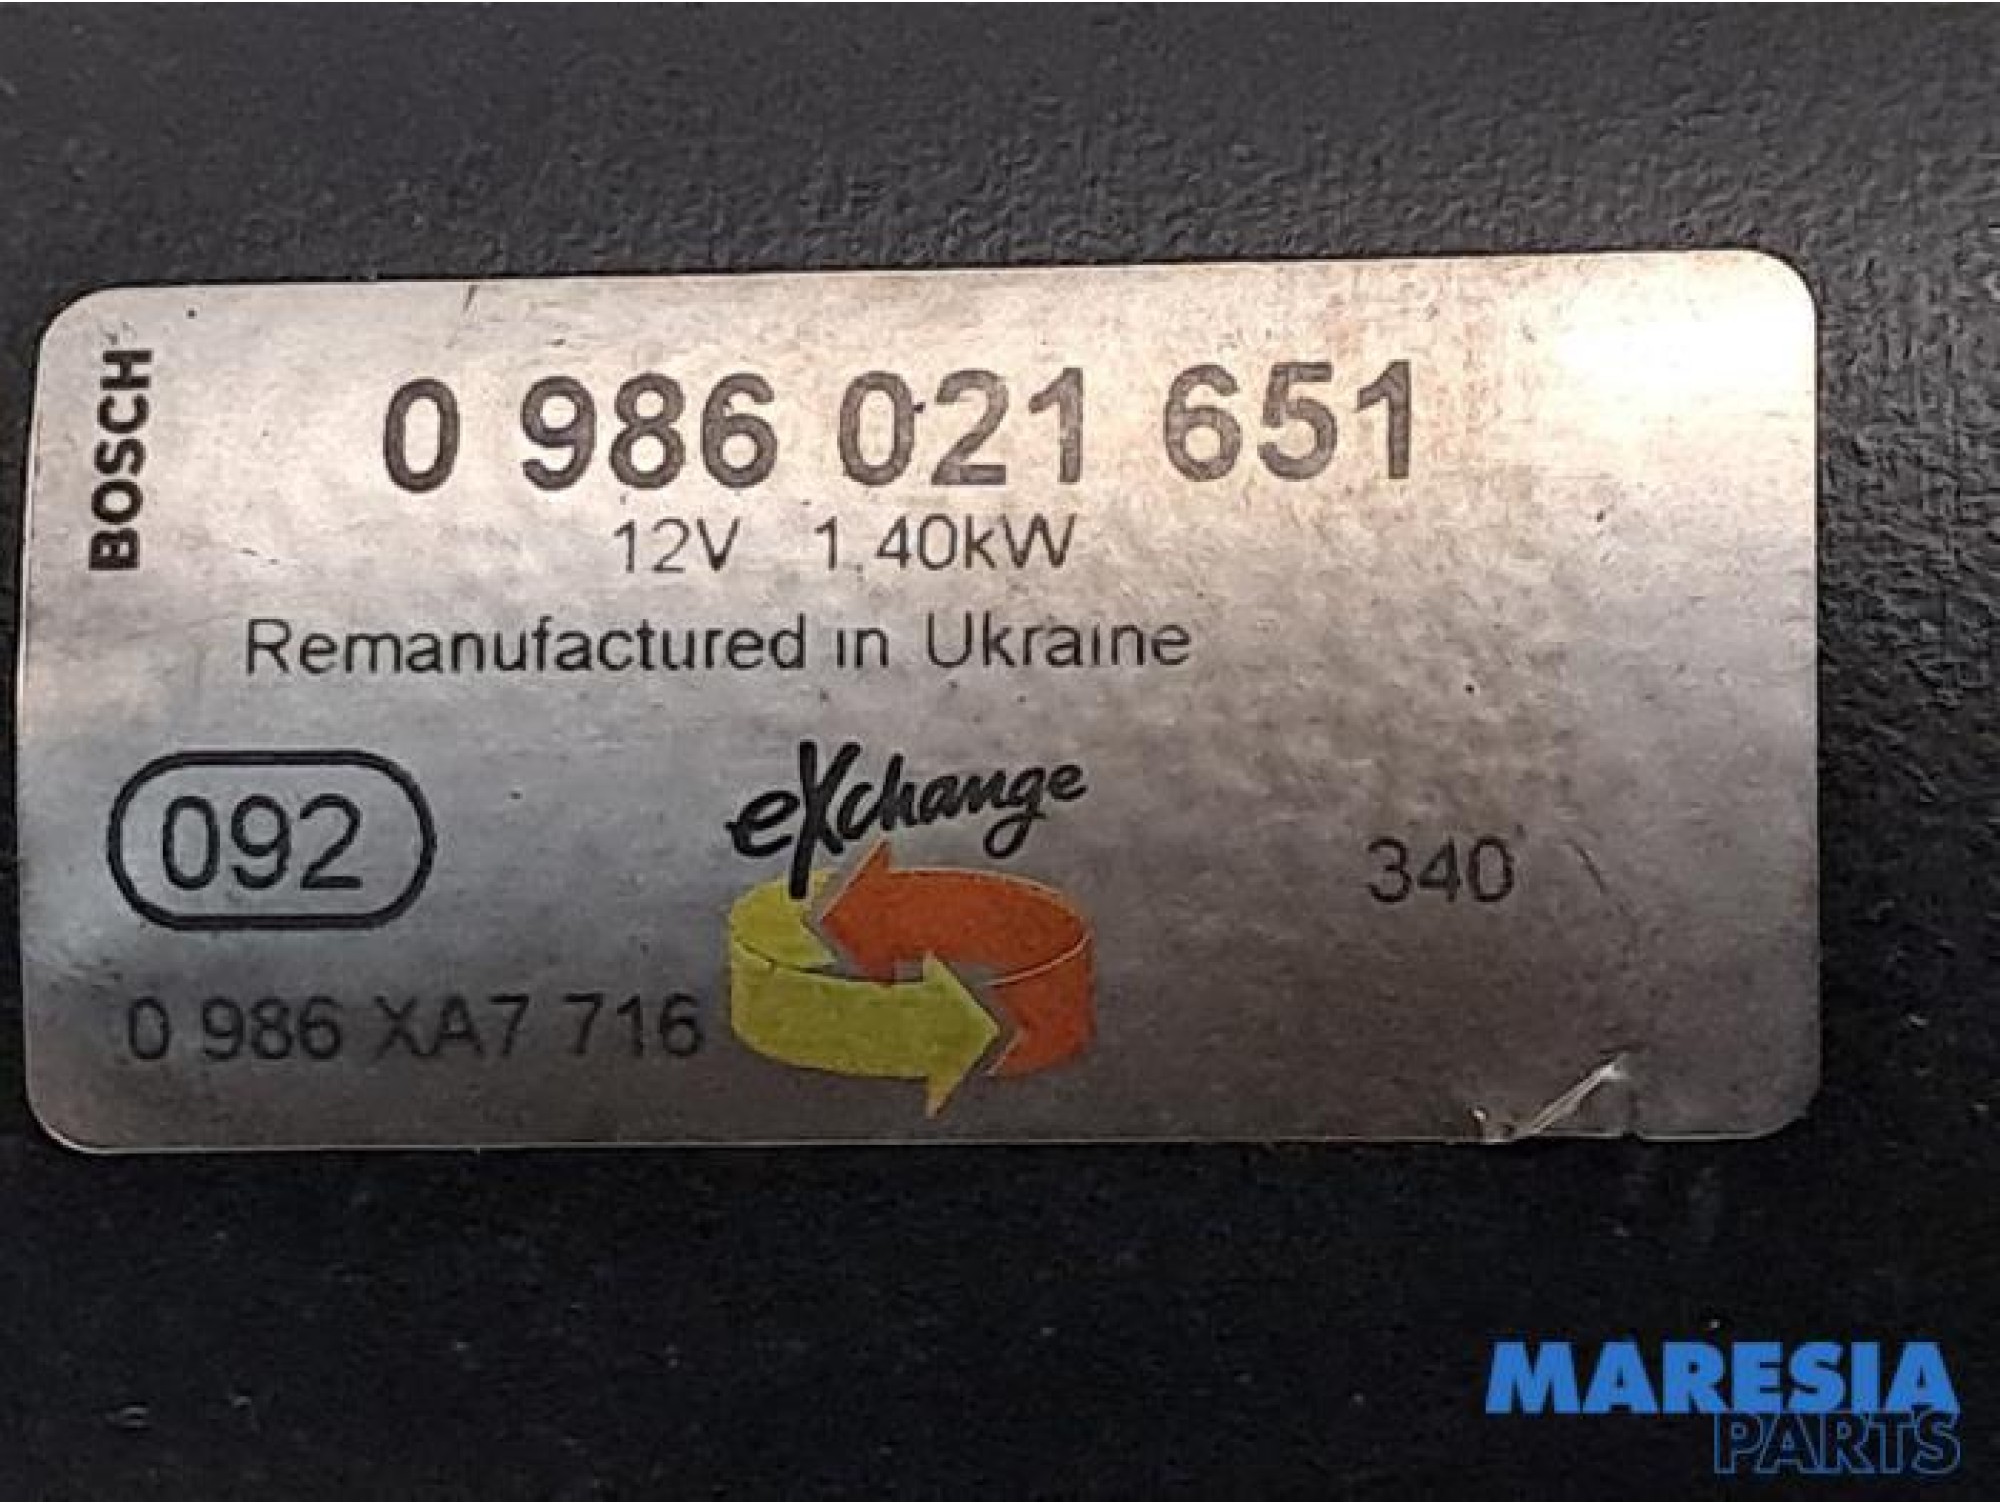 BOSCH
0 986 021 651
12V 1.40kW
Remanufactured in Ukraine
092
eXchange
340
0 986 XA7 716
MARESIA
PARTS